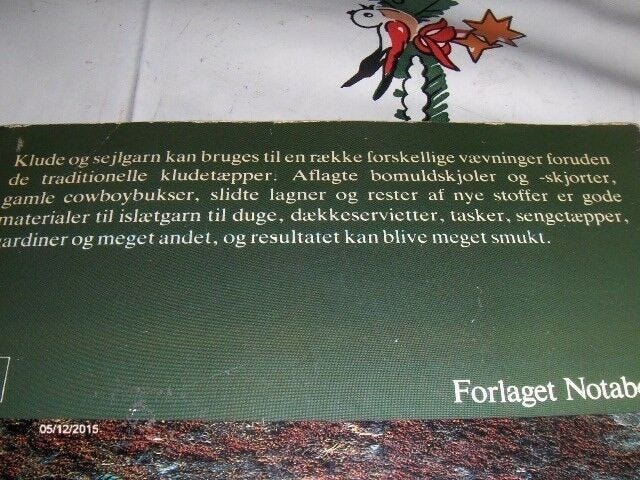 Klude og sejlgarn kan bruges til en række forskellige vævninger foruden
de traditionelle kludetæpper. Aflagte bomuldskjoler og -skjorter,
gamle cowboybukser, slidte lagner og rester af nye stoffer er gode
materialer til islætgarn til duge, dækkeservietter, tasker, sengetæpper,
ardiner og meget andet, og resultatet kan blive meget smukt.
Forlaget Notabe
05/12/2015